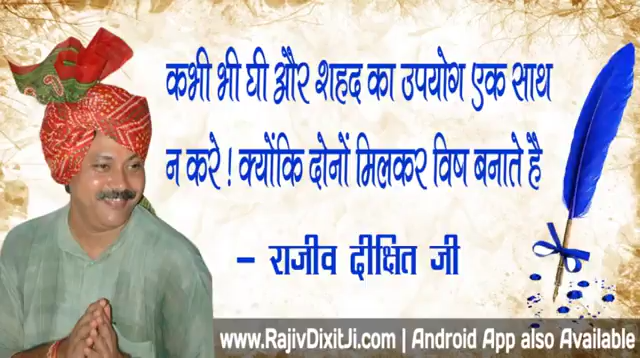 कभी भी घी और शहद का उपयोग एक साथ
न करे ! क्योंकि दोनों मिलकर विष बनाते है
– राजीव दीक्षित जी
www.RajivDixitJi.com | Android App also Available